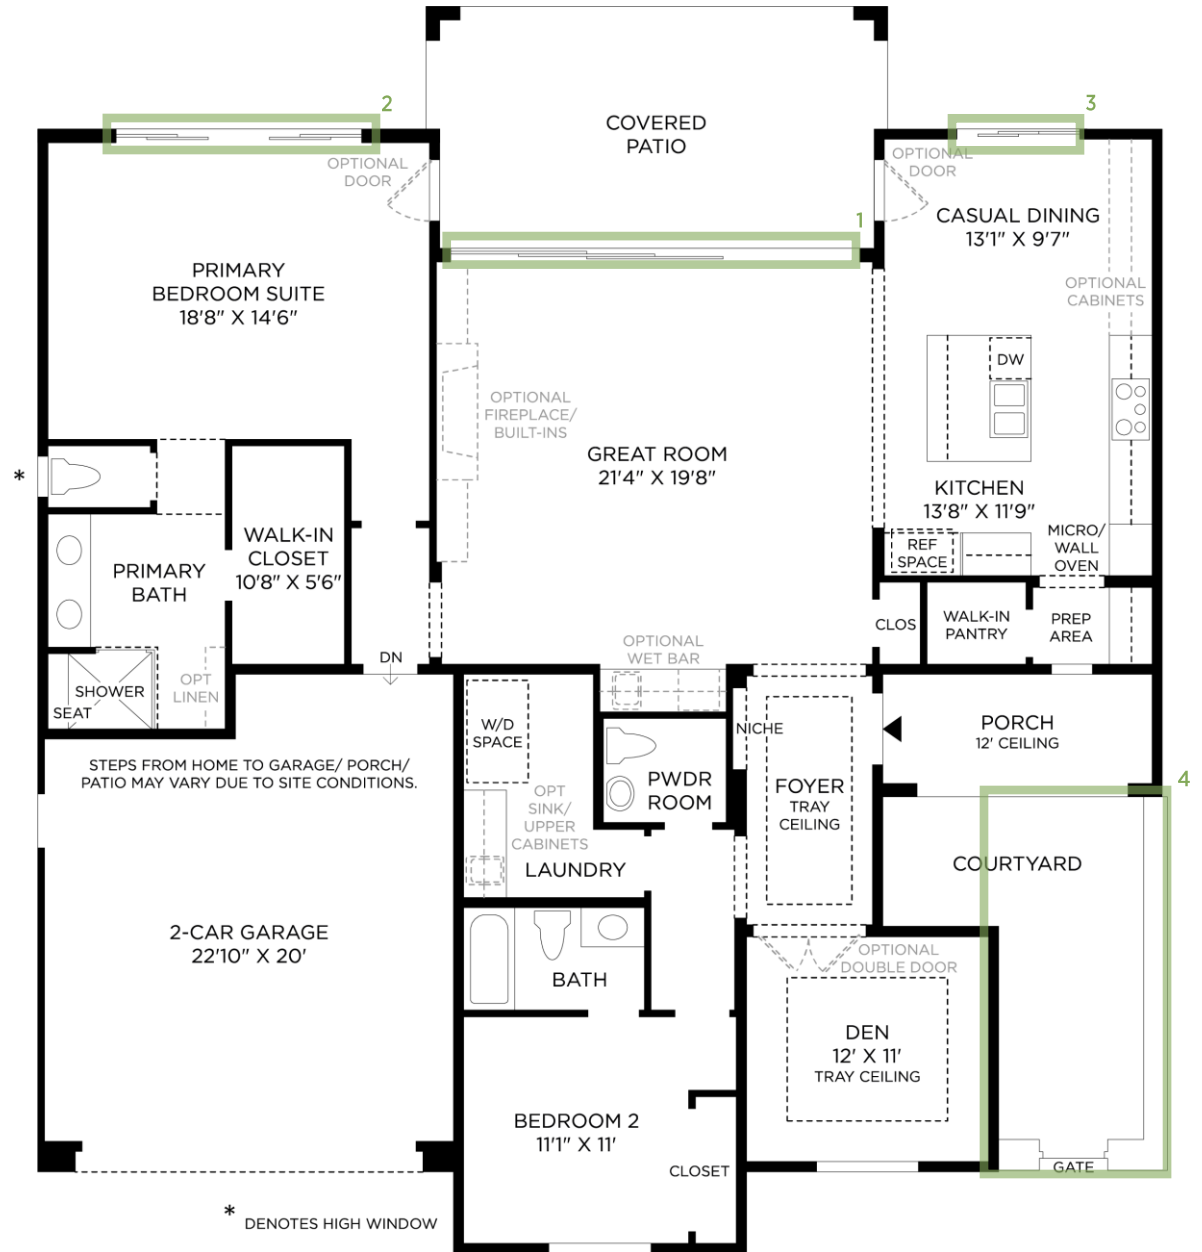 2
3
COVERED
PATIO
OPTIONAL
DOOR
OPTIONAL
DOOR
1
CASUAL DINING
13'1" X 9'7"
PRIMARY
BEDROOM SUITE
18'8" X 14'6"
OPTIONAL
CABINETS
DW
OPTIONAL
FIREPLACE/
BUILT-INS
GREAT ROOM
21'4" X 19'8"
*
KITCHEN
13'8" X 11'9"
WALK-IN
CLOSET
10'8" X 5'6"
REF
SPACE
MICRO/
WALL
OVEN
PRIMARY
BATH
CLOS
WALK-IN
PANTRY
PREP
AREA
OPTIONAL
WET BAR
DN
OPT
LINEN
SHOWER
SEAT
W/D
SPACE
NICHE
PORCH
12' CEILING
STEPS FROM HOME TO GARAGE/ PORCH/
PATIO MAY VARY DUE TO SITE CONDITIONS.
PWDR
ROOM
FOYER
TRAY
CEILING
4
OPT
SINK/
UPPER
CABINETS
LAUNDRY
COURTYARD
2-CAR GARAGE
22'10" X 20'
BATH
OPTIONAL
DOUBLE DOOR
DEN
12' X 11'
TRAY CEILING
BEDROOM 2
11'1" X 11'
CLOSET
GATE
* DENOTES HIGH WINDOW